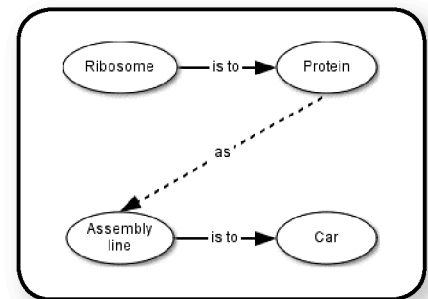 Ribosome is to Protein
as
Assembly
line is to Car